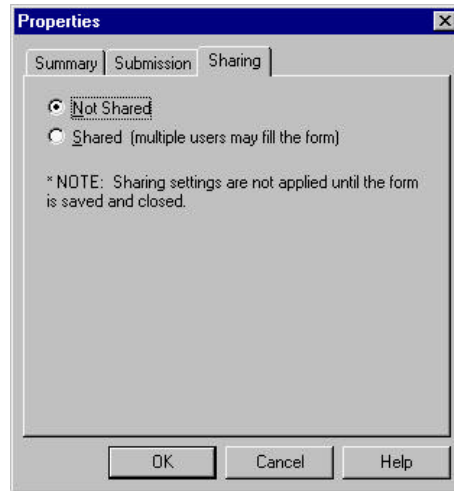 Properties
Summary Submission Sharing
Not Shared
Shared (multiple users may fill the form)
* NOTE: Sharing settings are not applied until the form
is saved and closed.
OK Cancel Help